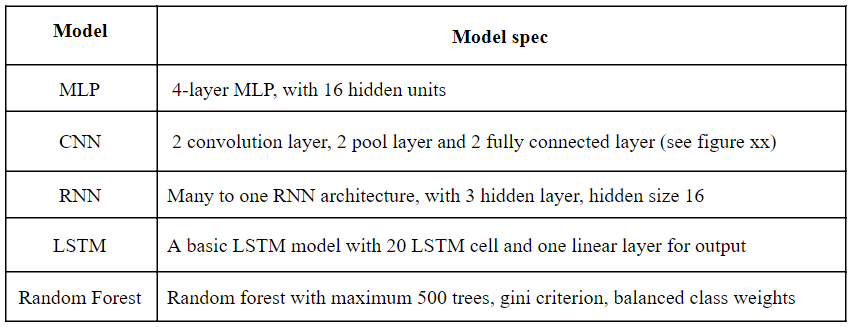 Model
Model spec
MLP
4-layer MLP, with 16 hidden units
CNN
2 convolution layer, 2 pool layer and 2 fully connected layer (see figure xx)
RNN
Many to one RNN architecture, with 3 hidden layer, hidden size 16
LSTM
A basic LSTM model with 20 LSTM cell and one linear layer for output
Random Forest
Random forest with maximum 500 trees, gini criterion, balanced class weights